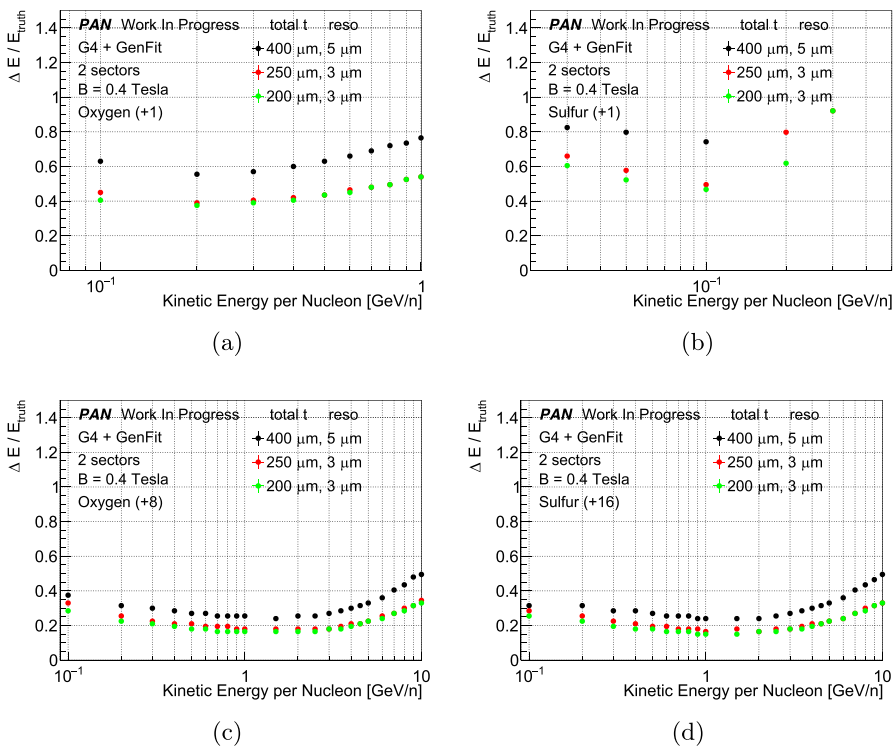 PAN Work In Progress total t reso
G4 + GenFit 400 μm, 5 μm
2 sectors 250 μm, 3 μm
B = 0.4 Tesla 200 μm, 3 μm
Oxygen (+1)
Δ E / E_truth
1.4
1.2
1
0.8
0.6
0.4
0.2
0
10⁻¹ 1
Kinetic Energy per Nucleon [GeV/n]
(a)
PAN Work In Progress total t reso
G4 + GenFit 400 μm, 5 μm
2 sectors 250 μm, 3 μm
B = 0.4 Tesla 200 μm, 3 μm
Sulfur (+1)
Δ E / E_truth
1.4
1.2
1
0.8
0.6
0.4
0.2
0
10⁻¹
Kinetic Energy per Nucleon [GeV/n]
(b)
PAN Work In Progress total t reso
G4 + GenFit 400 μm, 5 μm
2 sectors 250 μm, 3 μm
B = 0.4 Tesla 200 μm, 3 μm
Oxygen (+8)
Δ E / E_truth
1.4
1.2
1
0.8
0.6
0.4
0.2
0
10⁻¹ 1 10
Kinetic Energy per Nucleon [GeV/n]
(c)
PAN Work In Progress total t reso
G4 + GenFit 400 μm, 5 μm
2 sectors 250 μm, 3 μm
B = 0.4 Tesla 200 μm, 3 μm
Sulfur (+16)
Δ E / E_truth
1.4
1.2
1
0.8
0.6
0.4
0.2
0
10⁻¹ 1 10
Kinetic Energy per Nucleon [GeV/n]
(d)